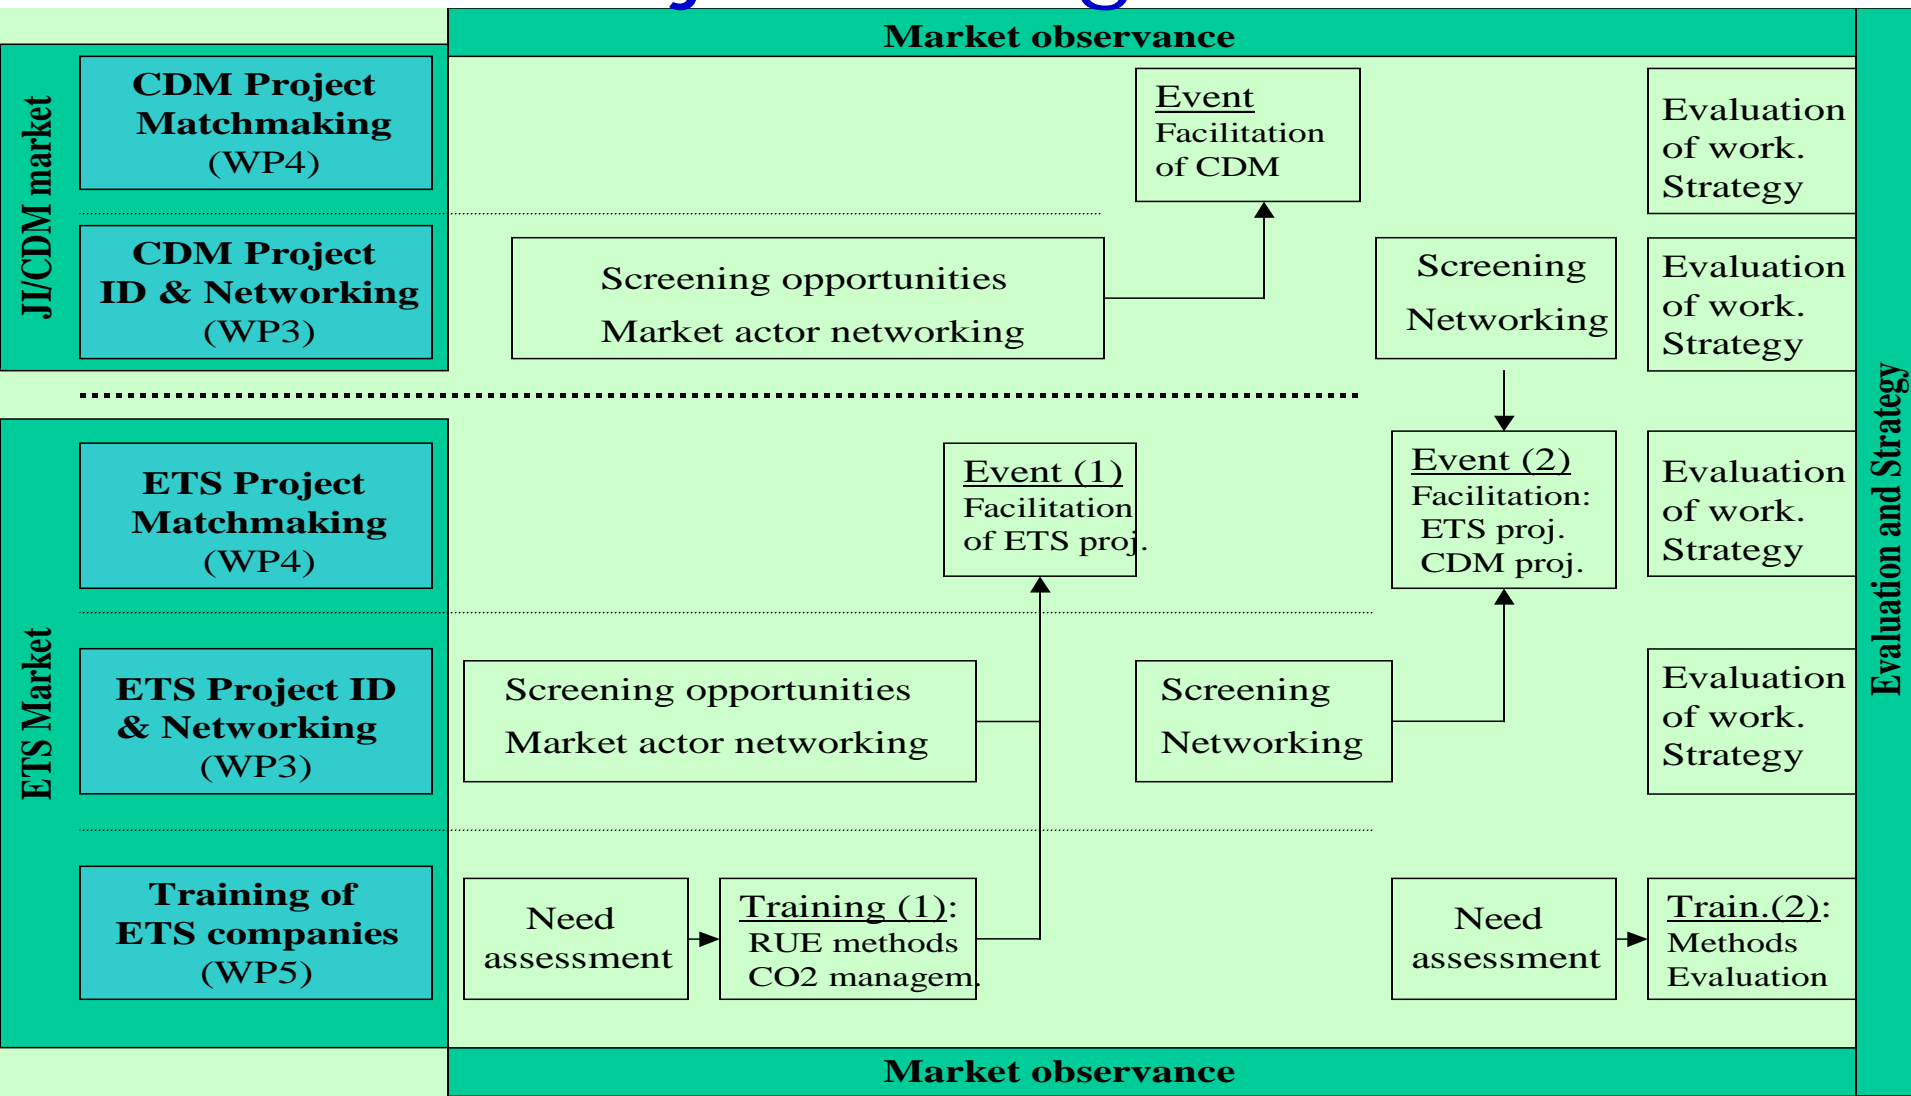 Market observance
JI/CDM market
CDM Project
Matchmaking
(WP4)
Event
Facilitation
of CDM
Evaluation
of work.
Strategy
CDM Project
ID & Networking
(WP3)
Screening opportunities
Market actor networking
Screening
Networking
Evaluation
of work.
Strategy
ETS Market
ETS Project
Matchmaking
(WP4)
Event (1)
Facilitation
of ETS proj.
Event (2)
Facilitation:
ETS proj.
CDM proj.
Evaluation
of work.
Strategy
ETS Project ID
& Networking
(WP3)
Screening opportunities
Market actor networking
Screening
Networking
Evaluation
of work.
Strategy
Training of
ETS companies
(WP5)
Need
assessment
Training (1):
RUE methods
CO2 managem.
Need
assessment
Train.(2):
Methods
Evaluation
Evaluation and Strategy
Market observance